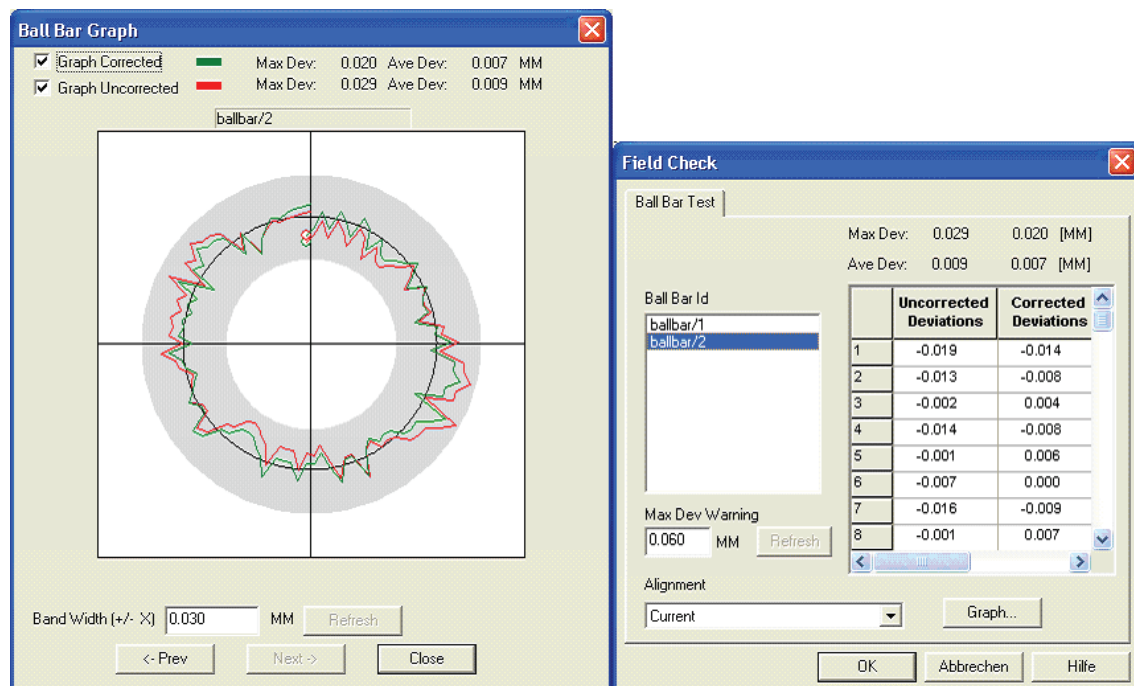 Ball Bar Graph
Graph Corrected Max Dev: 0.020 Ave Dev: 0.007 MM
Graph Uncorrected Max Dev: 0.029 Ave Dev: 0.009 MM
ballbar/2
Band Width (+/- X) 0.030 MM Refresh
<- Prev Next -> Close
Field Check
Ball Bar Test
Max Dev: 0.029 0.020 [MM]
Ave Dev: 0.009 0.007 [MM]
Ball Bar Id
ballbar/1
ballbar/2
Max Dev Warning
0.060 MM Refresh
Alignment
Current
Uncorrected Corrected
Deviations Deviations
1 -0.019 -0.014
2 -0.013 -0.008
3 -0.002 0.004
4 -0.014 -0.008
5 -0.001 0.006
6 -0.007 0.000
7 -0.016 -0.009
8 -0.001 0.007
Graph...
OK Abbrechen Hilfe